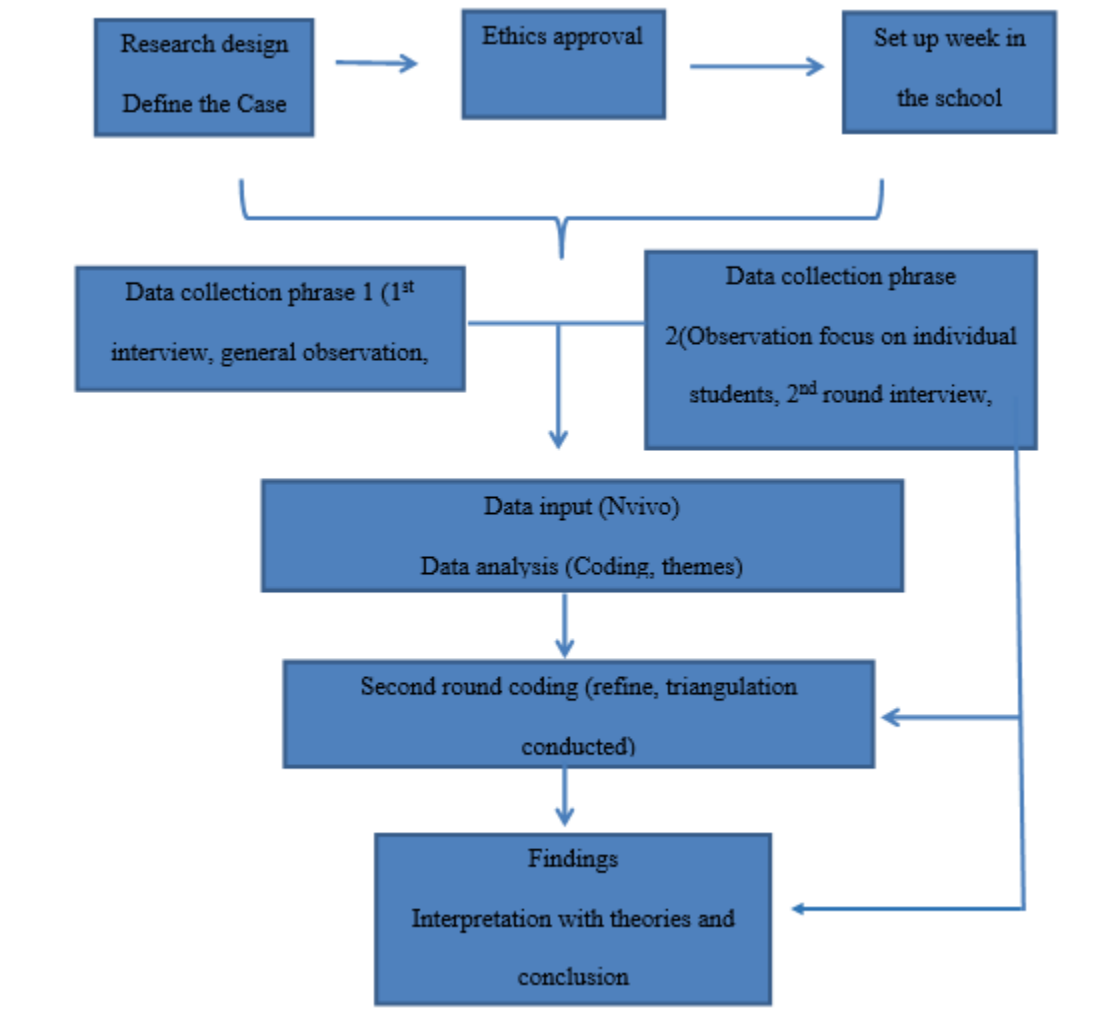 Research design
Define the Case
Ethics approval
Set up week in
the school
Data collection phrase 1 (1st
interview, general observation,
Data collection phrase
2(Observation focus on individual
students, 2nd round interview,
Data input (Nvivo)
Data analysis (Coding, themes)
Second round coding (refine, triangulation
conducted)
Findings
Interpretation with theories and
conclusion